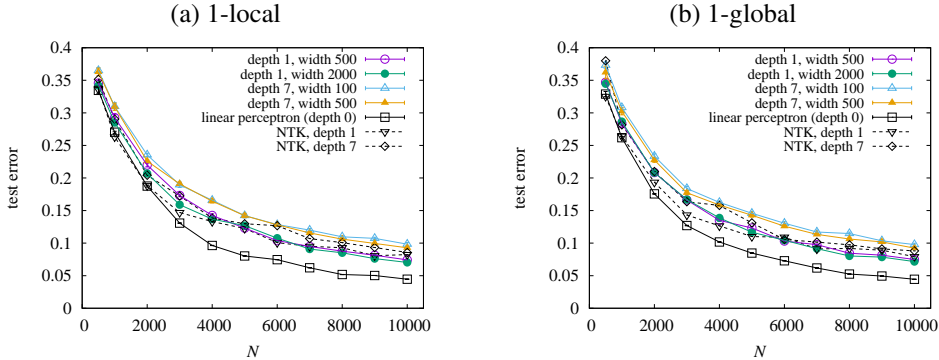 (a) 1-local
0.4
0.35
0.3
0.25
0.2
0.15
0.1
0.05
0
test error
depth 1, width 500
depth 1, width 2000
depth 7, width 100
depth 7, width 500
linear perceptron (depth 0)
NTK, depth 1
NTK, depth 7
0 2000 4000 6000 8000 10000
N
(b) 1-global
0.4
0.35
0.3
0.25
0.2
0.15
0.1
0.05
0
test error
depth 1, width 500
depth 1, width 2000
depth 7, width 100
depth 7, width 500
linear perceptron (depth 0)
NTK, depth 1
NTK, depth 7
0 2000 4000 6000 8000 10000
N